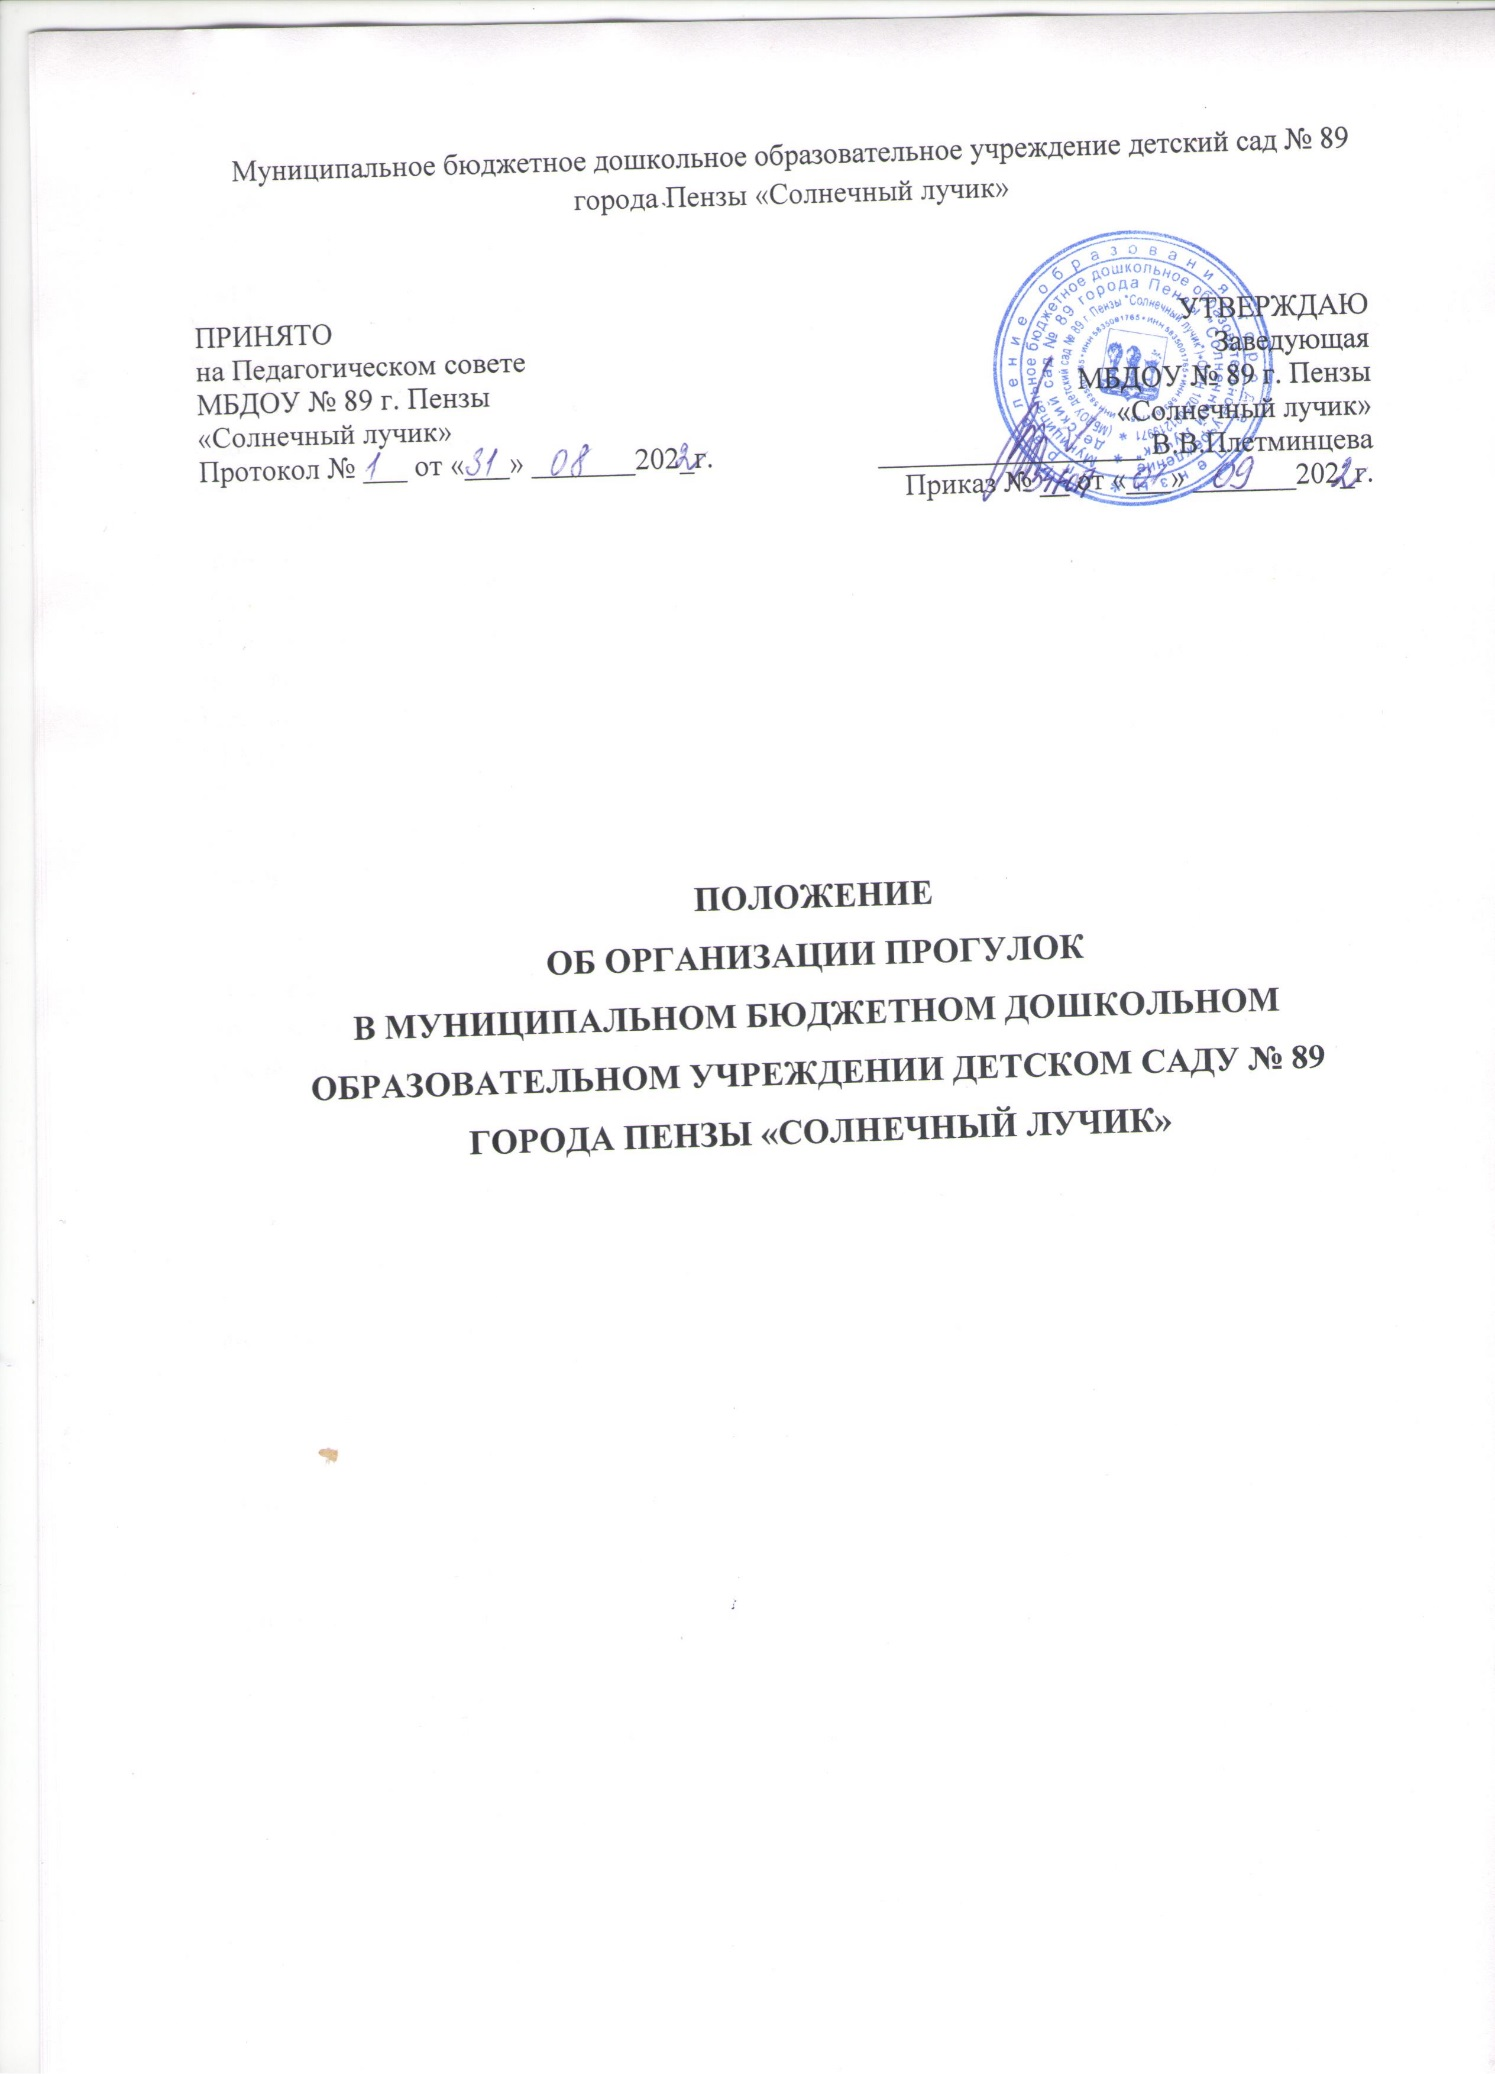 Муниципальное бюджетное дошкольное образовательное учреждение детский сад № 89
города Пензы «Солнечный лучик»
ПРИНЯТО
на Педагогическом совете
МБДОУ № 89 г. Пензы
«Солнечный лучик»
Протокол № 1 от «31» 08 2022г.
УТВЕРЖДАЮ
Заведующая
МБДОУ № 89 г. Пензы
«Солнечный лучик»
В.В.Плетминцева
Приказ № от « » 09 2022г.
ПОЛОЖЕНИЕ
ОБ ОРГАНИЗАЦИИ ПРОГУЛОК
В МУНИЦИПАЛЬНОМ БЮДЖЕТНОМ ДОШКОЛЬНОМ
ОБРАЗОВАТЕЛЬНОМ УЧРЕЖДЕНИИ ДЕТСКОМ САДУ № 89
ГОРОДА ПЕНЗЫ «СОЛНЕЧНЫЙ ЛУЧИК»